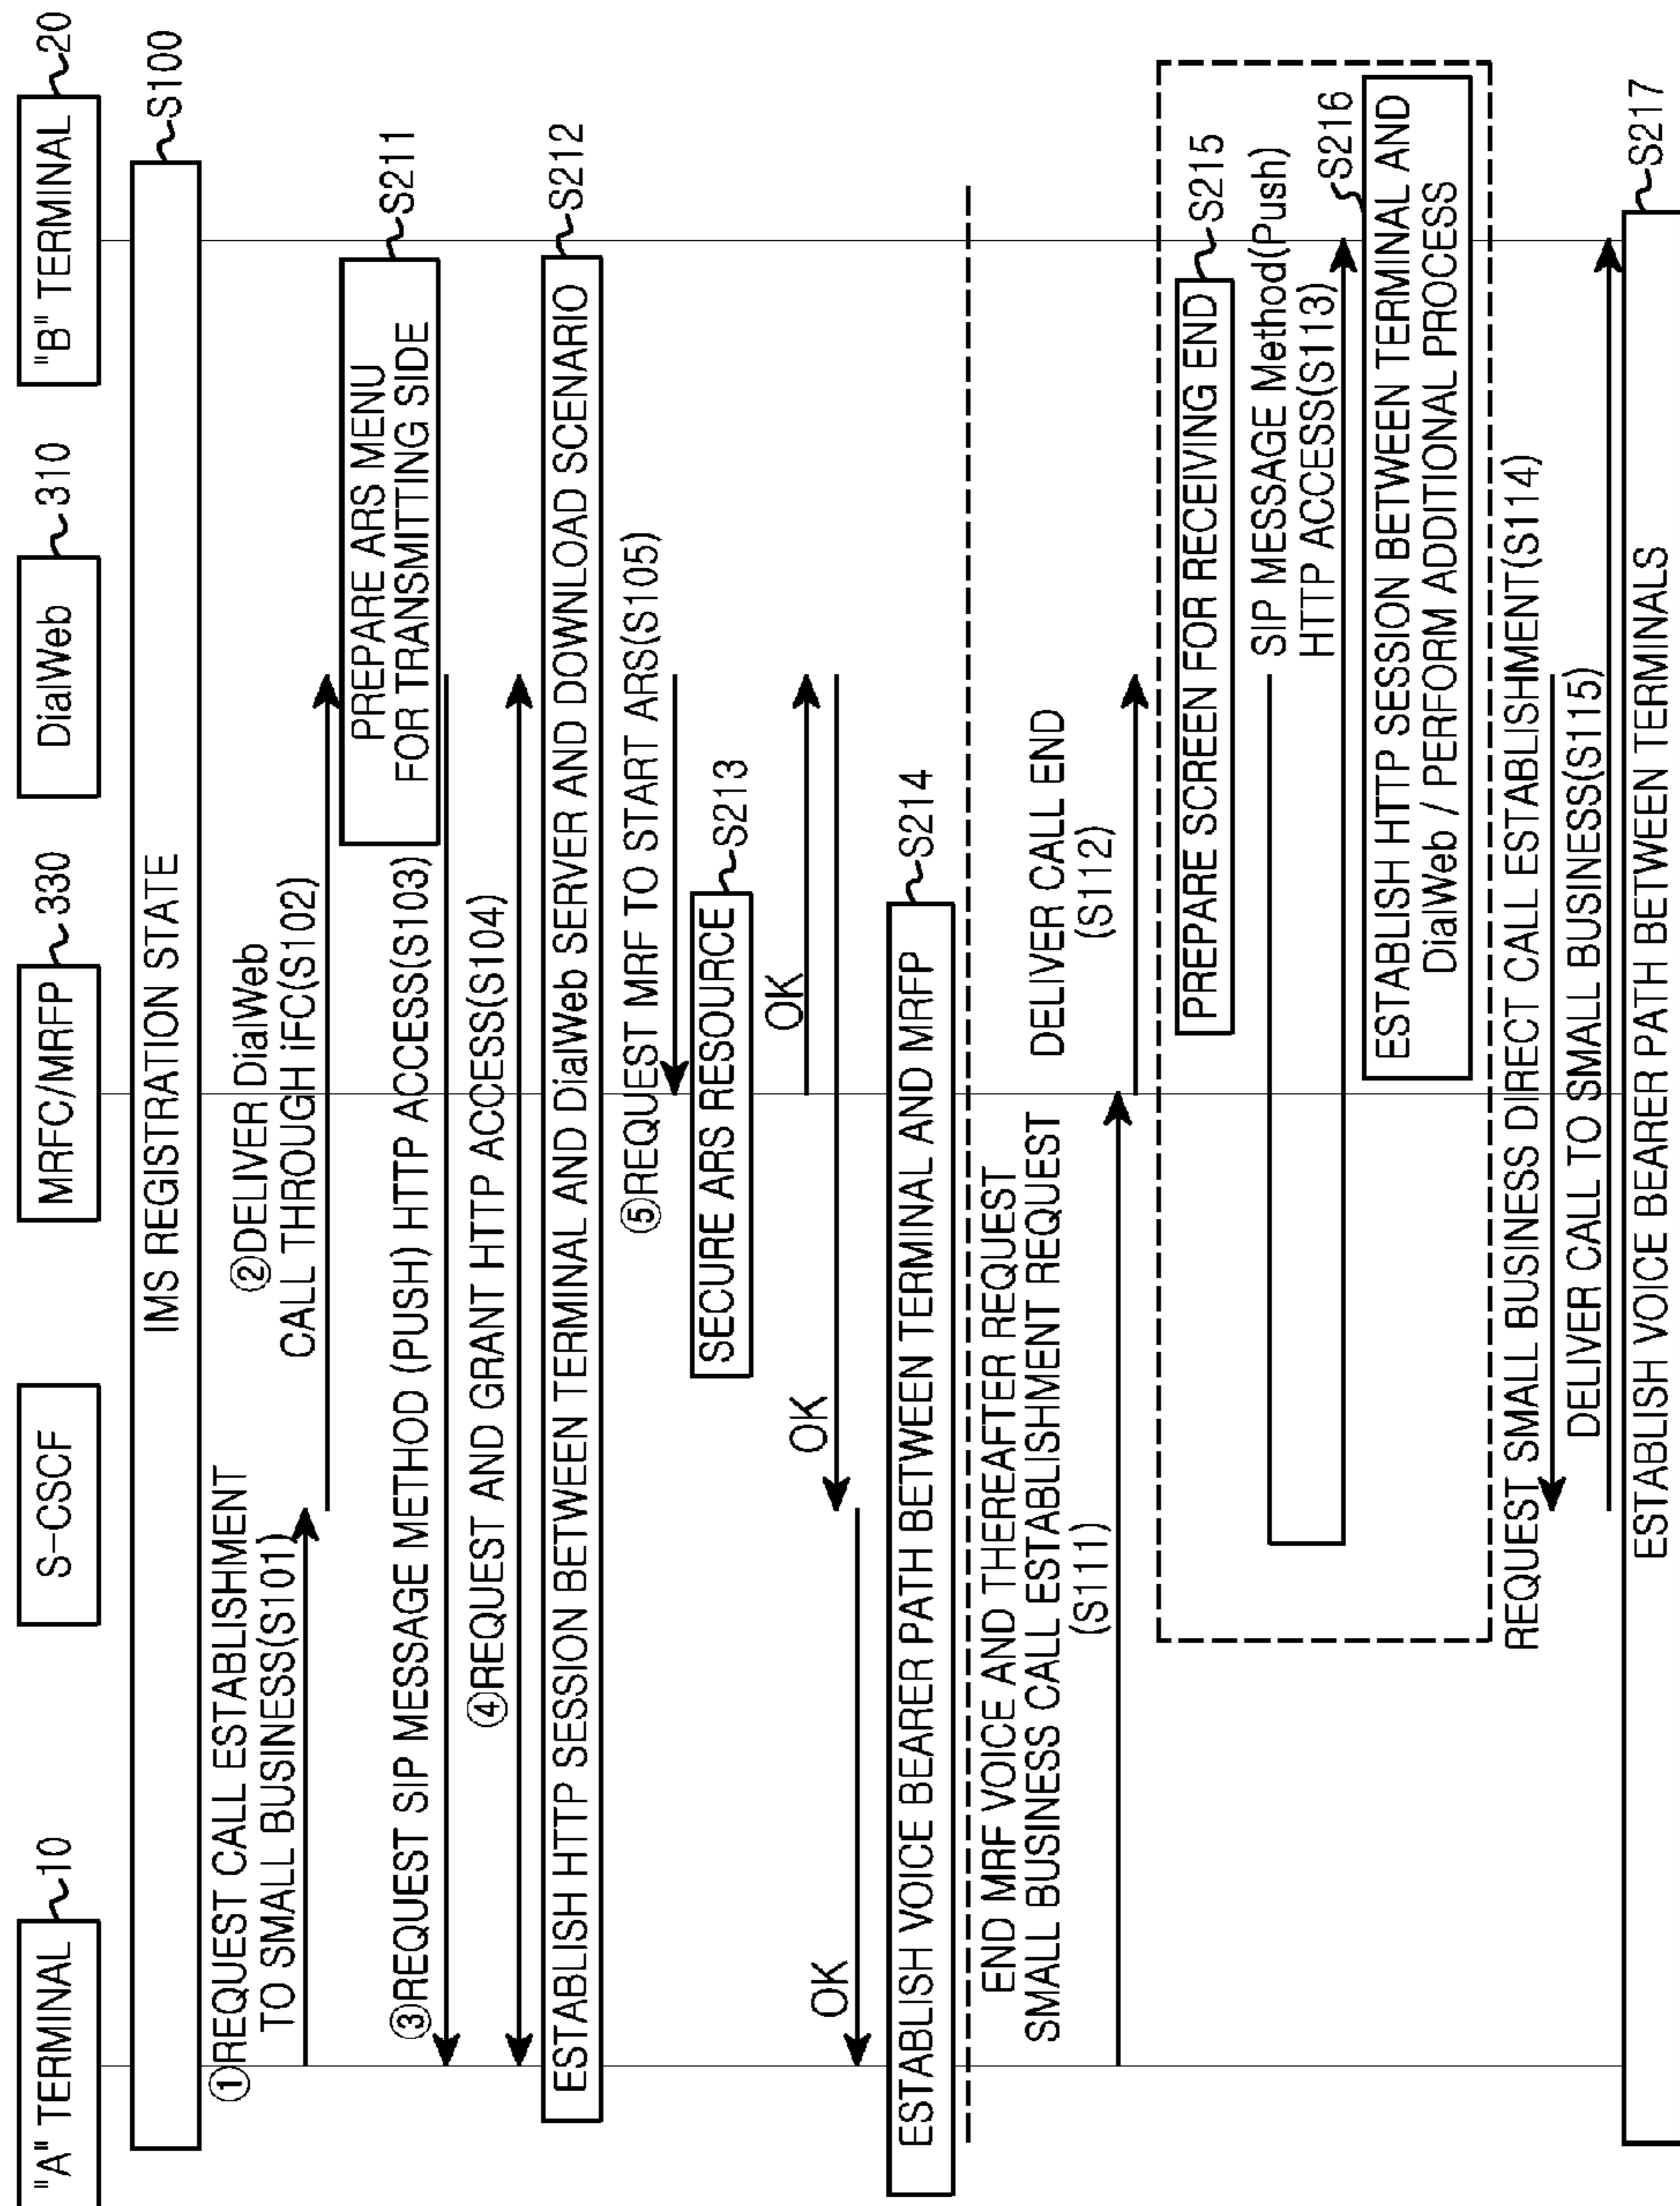 "A" TERMINAL 10
S-CSCF
MRFC/MRFP 330
DialWeb 310
"B" TERMINAL 20
IMS REGISTRATION STATE
S100
①REQUEST CALL ESTABLISHMENT
TO SMALL BUSINESS(S101)
②DELIVER DialWeb
CALL THROUGH iFC(S102)
PREPARE ARS MENU
FOR TRANSMITTING SIDE
S211
③REQUEST SIP MESSAGE METHOD (PUSH) HTTP ACCESS(S103)
④REQUEST AND GRANT HTTP ACCESS(S104)
ESTABLISH HTTP SESSION BETWEEN TERMINAL AND DialWeb SERVER AND DOWNLOAD SCENARIO
S212
⑤REQUEST MRF TO START ARS(S105)
SECURE ARS RESOURCE
S213
OK
OK
OK
ESTABLISH VOICE BEARER PATH BETWEEN TERMINAL AND MRFP
S214
END MRF VOICE AND THEREAFTER REQUEST
SMALL BUSINESS CALL ESTABLISHMENT REQUEST
(S111)
DELIVER CALL END
(S112)
PREPARE SCREEN FOR RECEIVING END
S215
SIP MESSAGE Method(Push)
HTTP ACCESS(S113)
S216
ESTABLISH HTTP SESSION BETWEEN TERMINAL AND
DialWeb / PERFORM ADDITIONAL PROCESS
REQUEST SMALL BUSINESS DIRECT CALL ESTABLISHMENT(S114)
DELIVER CALL TO SMALL BUSINESS(S115)
ESTABLISH VOICE BEARER PATH BETWEEN TERMINALS
S217